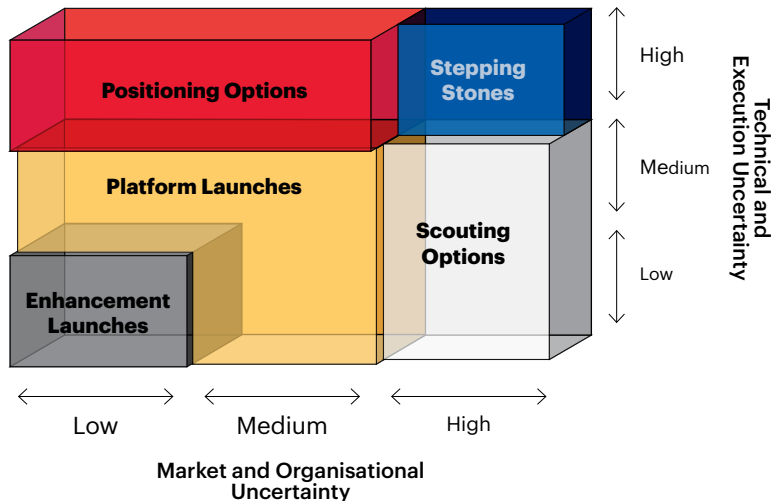 Positioning Options
Stepping
Stones
High
Platform Launches
Medium
Scouting
Options
Enhancement
Launches
Low
Technical and
Execution Uncertainty
Low
Medium
High
Market and Organisational
Uncertainty